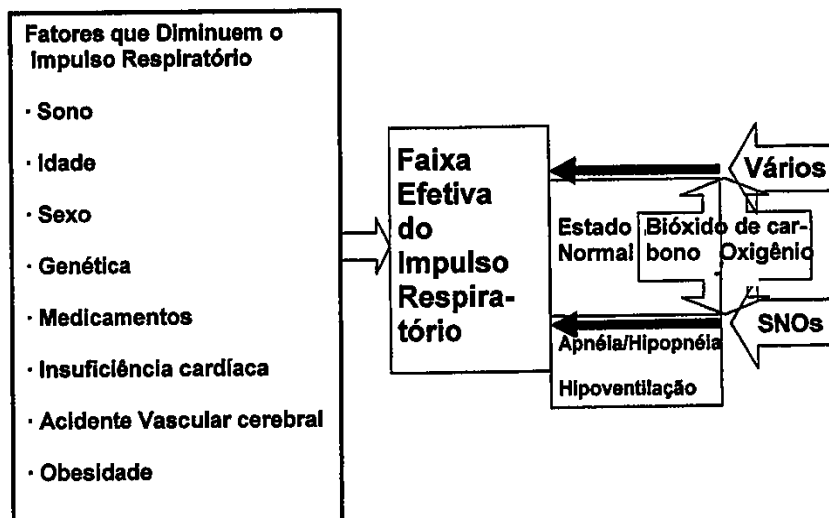 Fatores que Diminuem o
Impulso Respiratório
· Sono
· Idade
· Sexo
· Genética
· Medicamentos
· Insuficiência cardíaca
· Acidente Vascular cerebral
· Obesidade
Faixa
Efetiva
do
Impulso
Respira-
tório
Estado
Normal
Bióxido de car-
bono
Oxigênio
Apnéia/Hipopnéia
Hipoventilação
Vários
SNOs